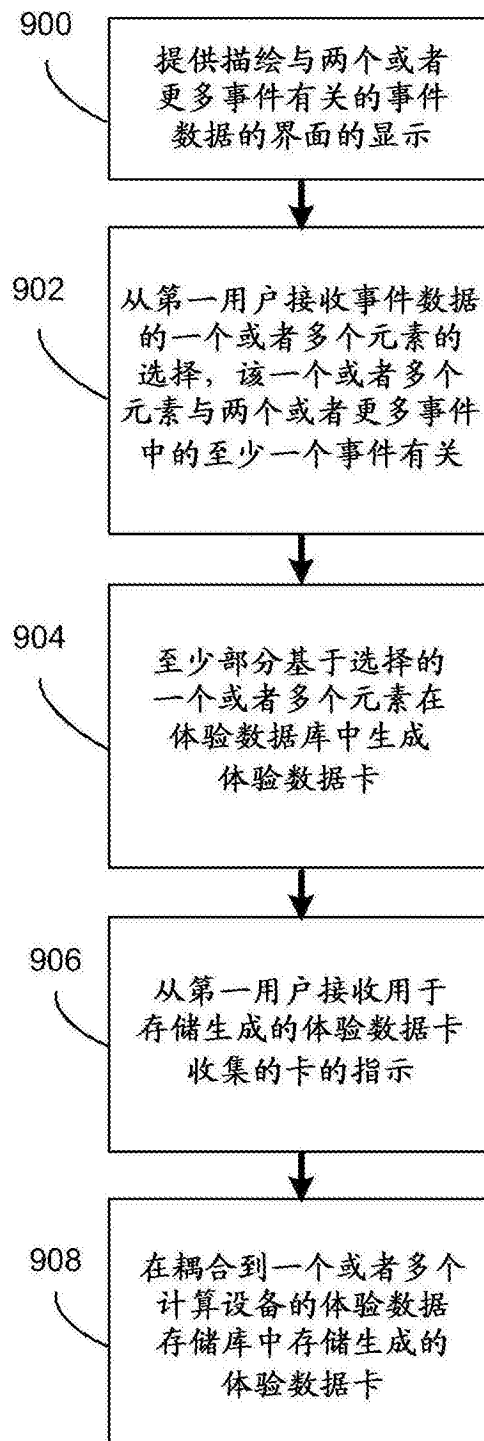 900
提供描绘与两个或者
更多事件有关的事件
数据的界面的显示
902
从第一用户接收事件数据
的一个或者多个元素的
选择，该一个或者多个
元素与两个或者更多事件
中的至少一个事件有关
904
至少部分基于选择的
一个或者多个元素在
体验数据库中生成
体验数据卡
906
从第一用户接收用于
存储生成的体验数据卡
收集的卡的指示
908
在耦合到一个或者多个
计算设备的体验数据
存储库中存储生成的
体验数据卡